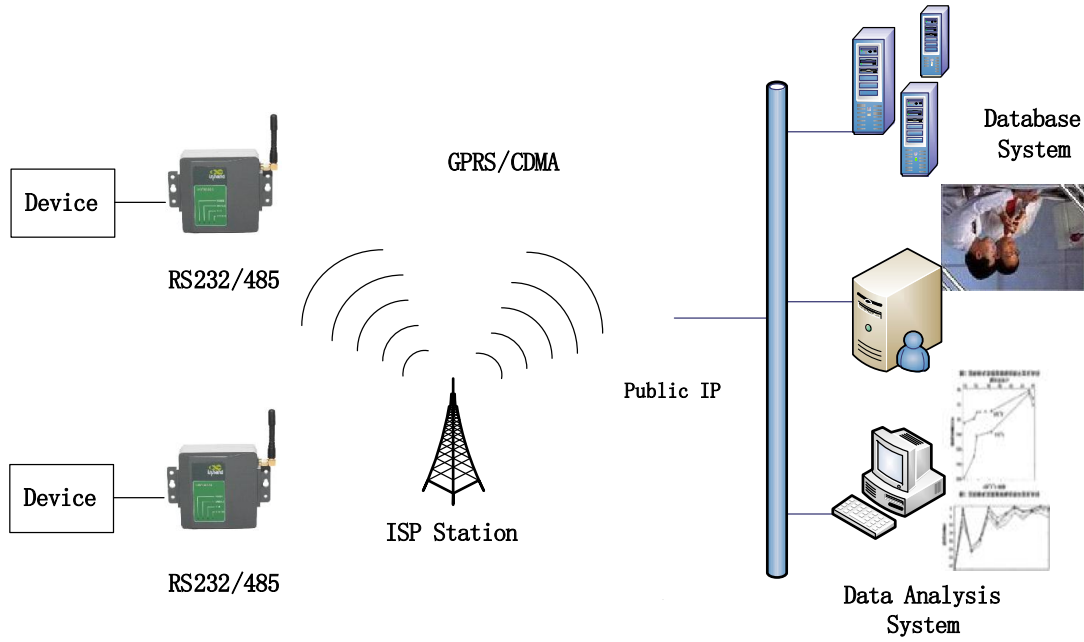 GPRS/CDMA
Database
System
Device
RS232/485
Public IP
Device
ISP Station
RS232/485
Data Analysis
System